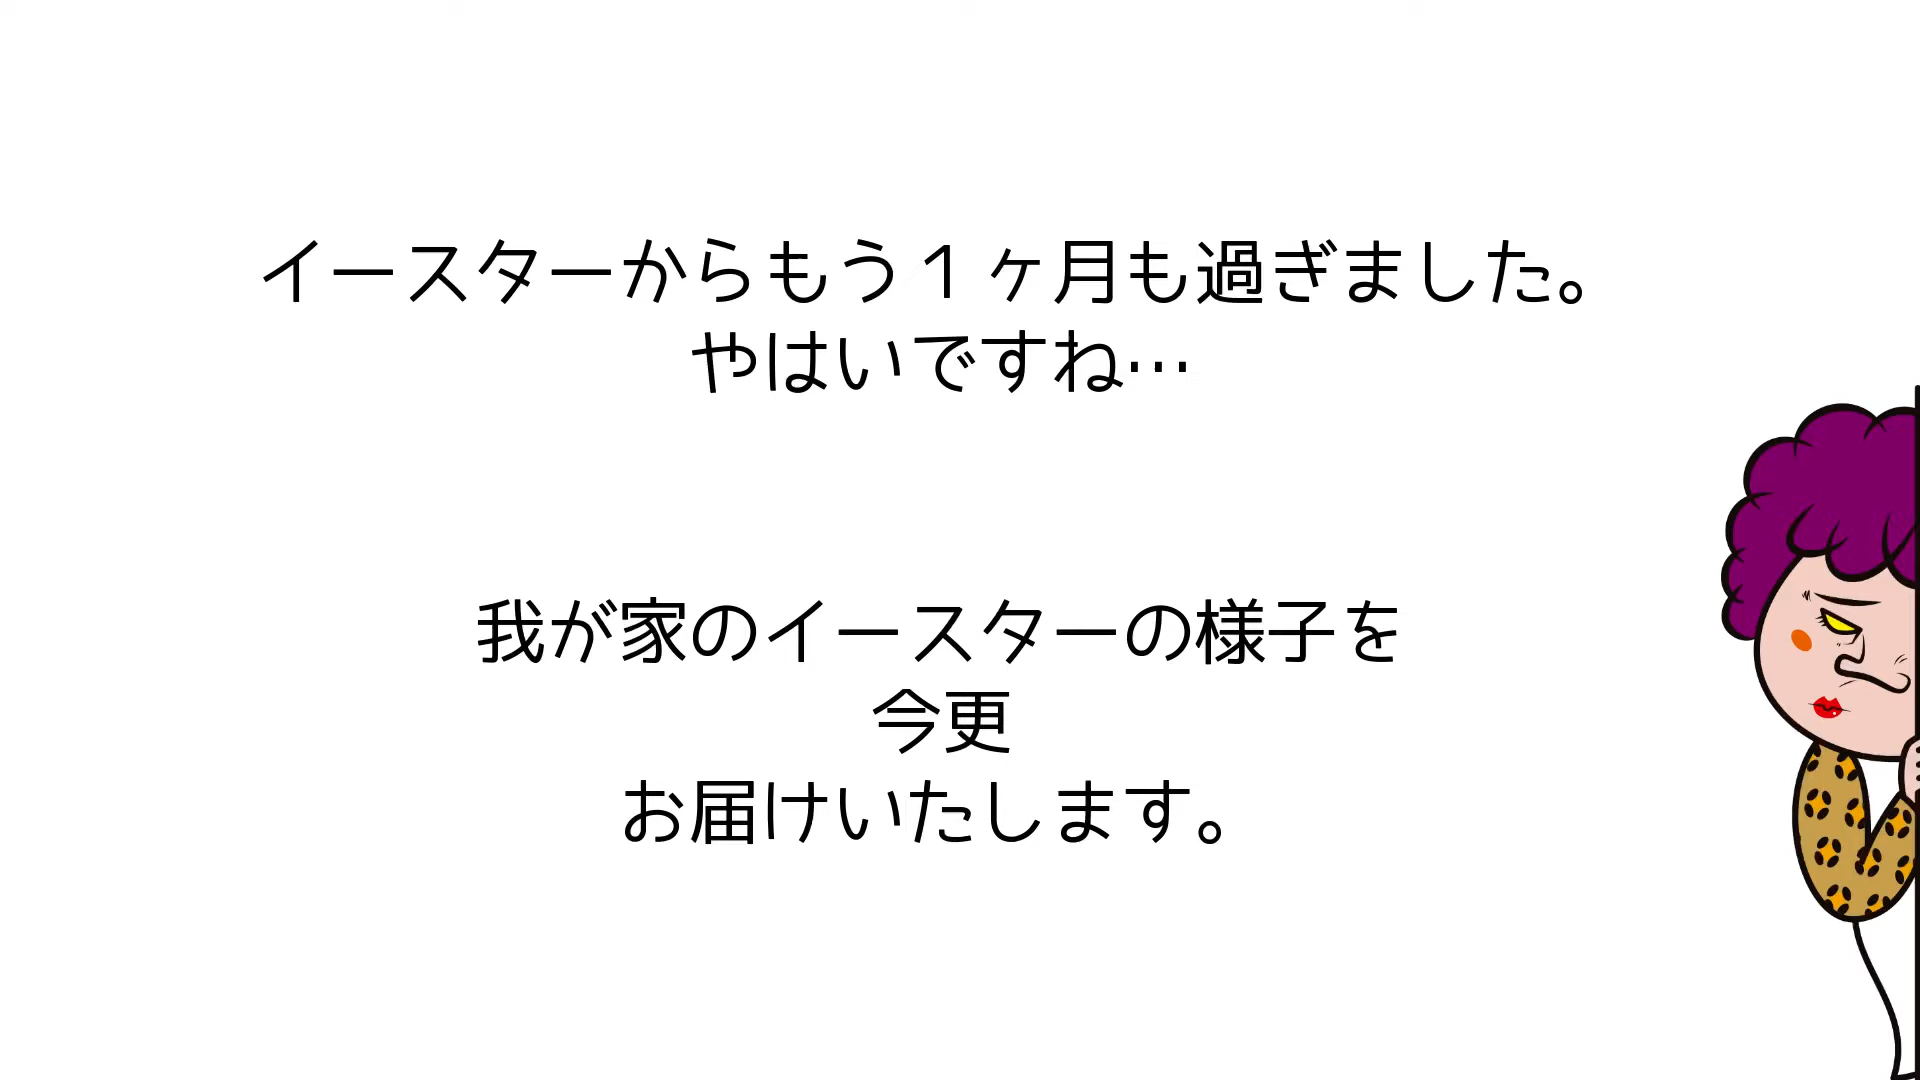 イースターからもう１ヶ月も過ぎました。
やはいですね…
我が家のイースターの様子を
今更
お届けいたします。